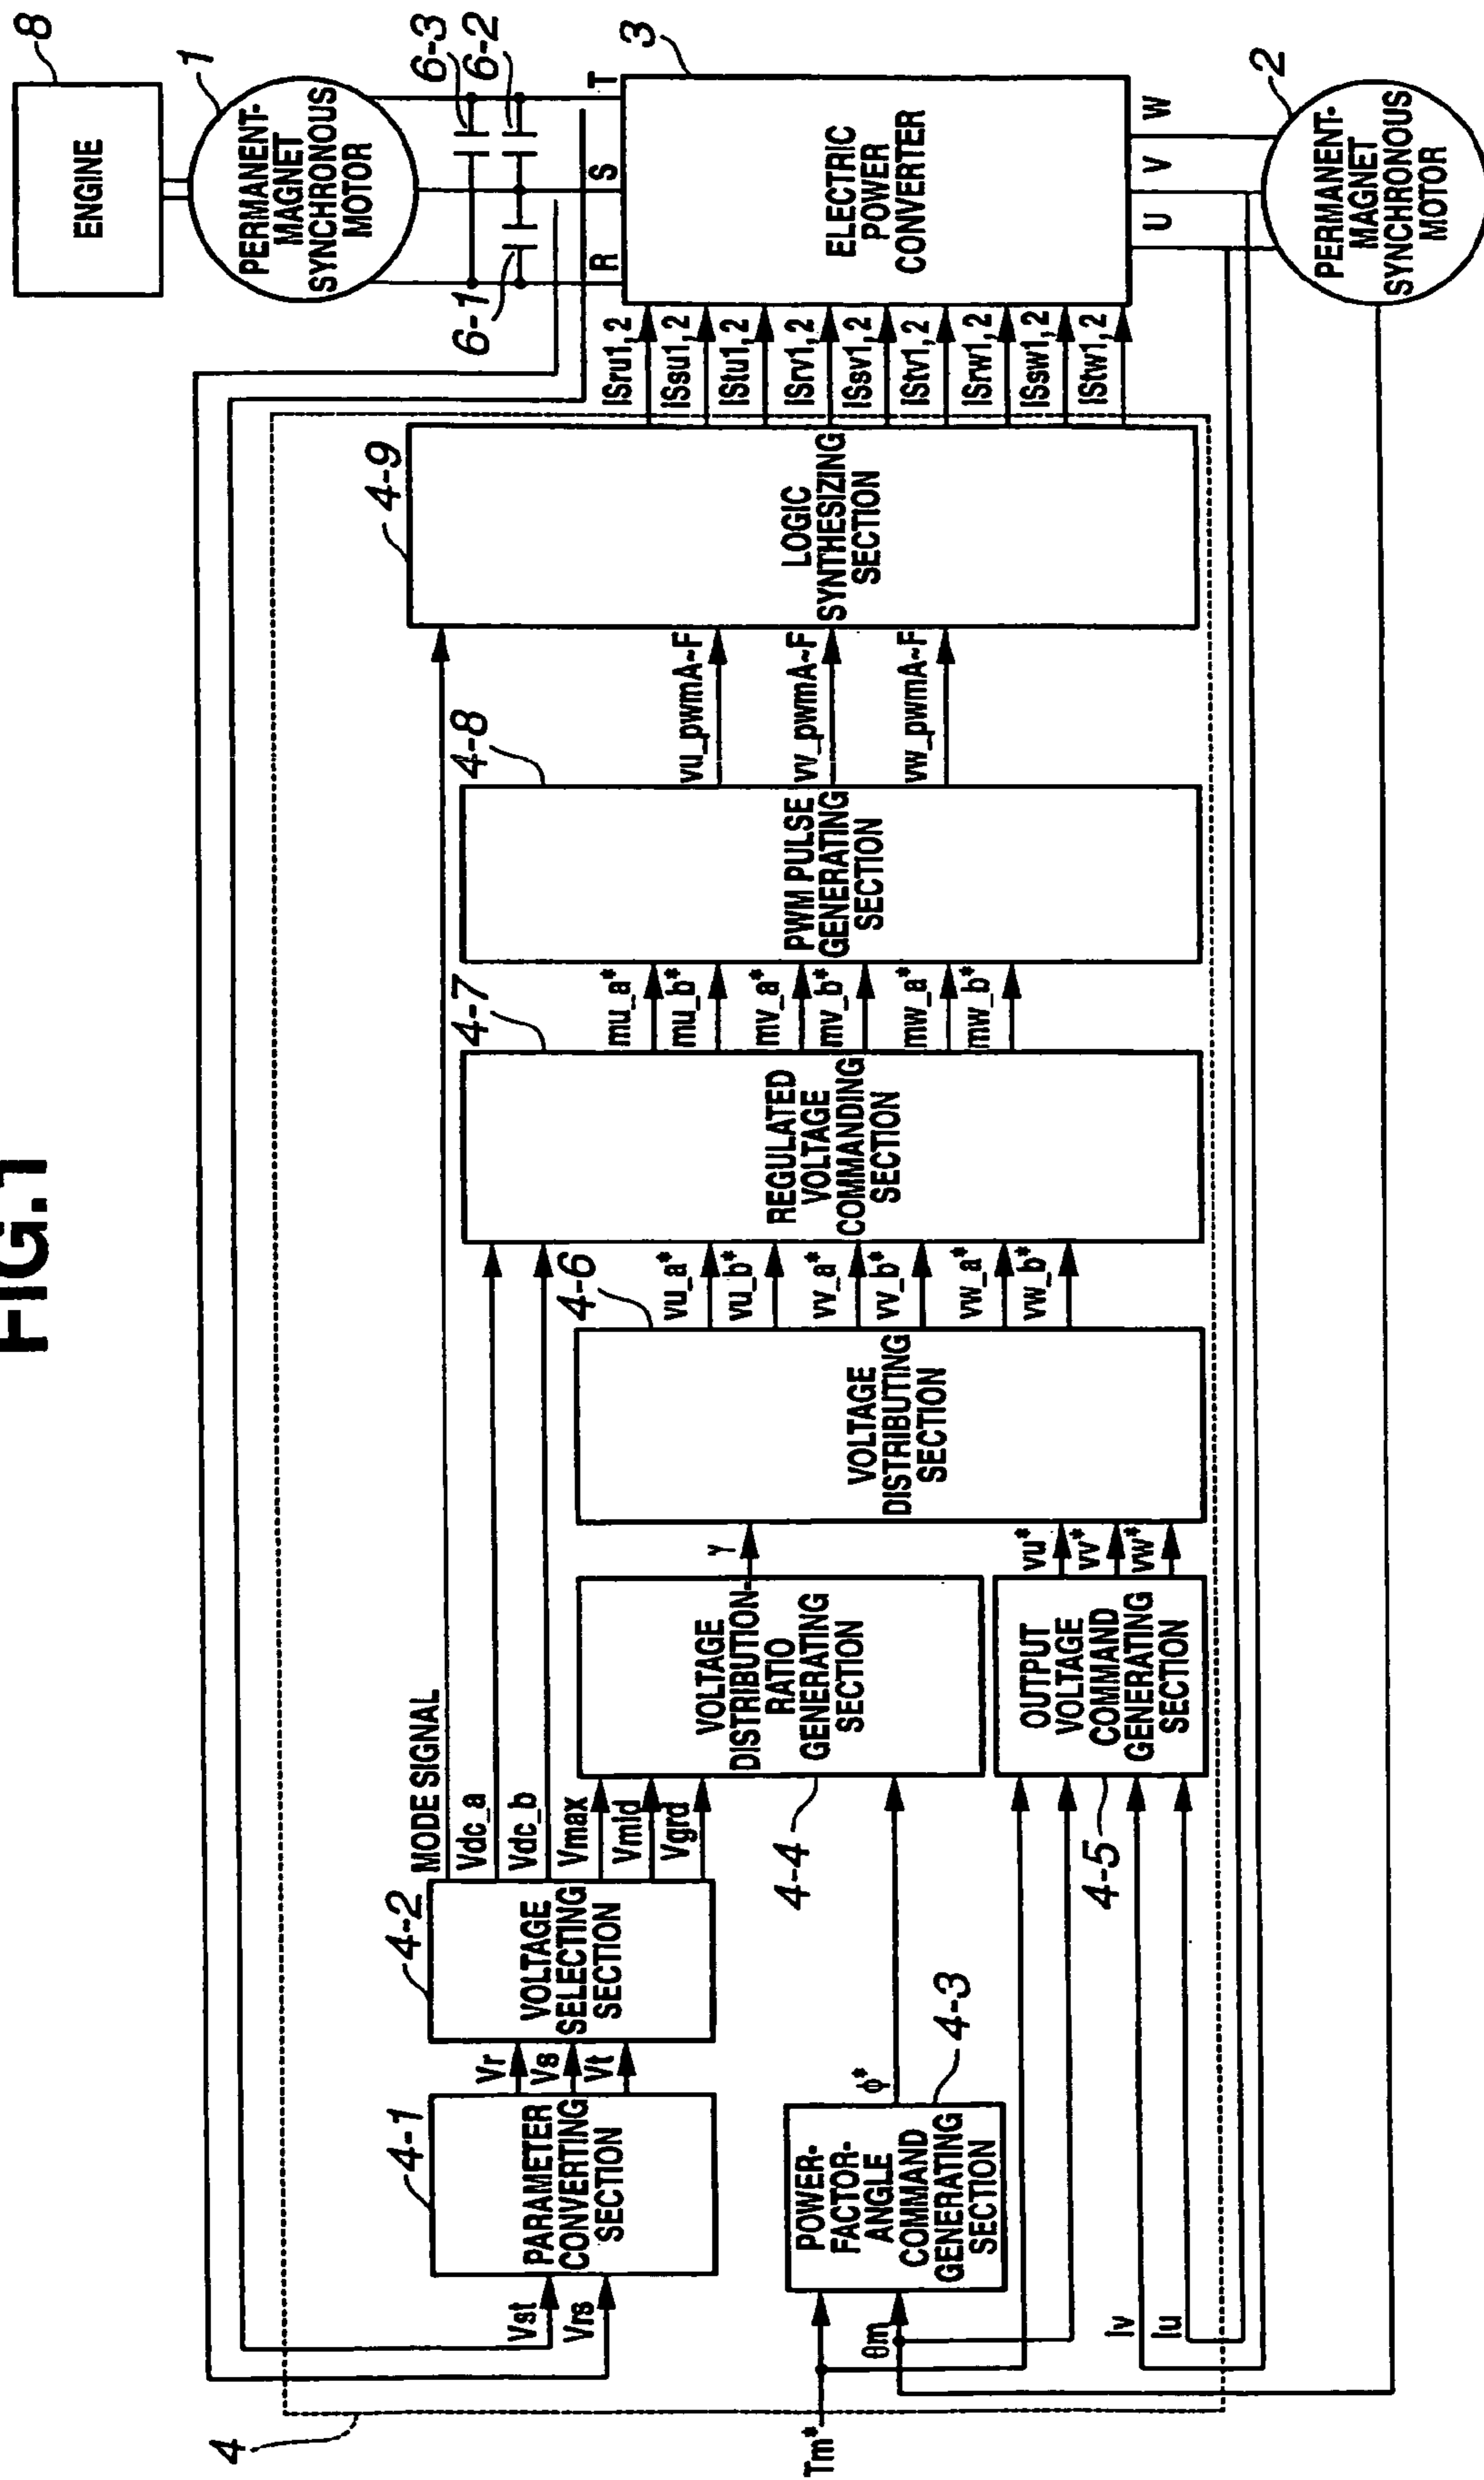 FIG.1
8
ENGINE
1
PERMANENT-
MAGNET
SYNCHRONOUS
MOTOR
6-3
6-2
6-1
R
S
T
3
ELECTRIC
POWER
CONVERTER
U
V
W
2
PERMANENT-
MAGNET
SYNCHRONOUS
MOTOR
4
Tm*
θm
Iv
Iu
Vst
Vrs
4-1
PARAMETER
CONVERTING
SECTION
Vr
Vs
Vt
4-2
VOLTAGE
SELECTING
SECTION
MODE SIGNAL
Vdc_a
Vdc_b
Vmax
Vmid
Vgrd
POWER-
FACTOR-
ANGLE
COMMAND
GENERATING
SECTION
4-3
ϕ*
VOLTAGE
DISTRIBUTION-
RATIO
GENERATING
SECTION
4-4
γ
OUTPUT
VOLTAGE
COMMAND
GENERATING
SECTION
4-5
vu*
vv*
vw*
4-6
VOLTAGE
DISTRIBUTING
SECTION
vu_a*
vu_b*
vv_a*
vv_b*
vw_a*
vw_b*
4-7
REGULATED
VOLTAGE
COMMANDING
SECTION
mu_a*
mu_b*
mv_a*
mv_b*
mw_a*
mw_b*
4-8
PWM PULSE
GENERATING
SECTION
vu_pwmA~F
vv_pwmA~F
vw_pwmA~F
4-9
LOGIC
SYNTHESIZING
SECTION
ISru1, 2
ISsu1, 2
IStu1, 2
ISrv1, 2
ISsv1, 2
IStv1, 2
ISrw1, 2
ISsw1, 2
IStw1, 2